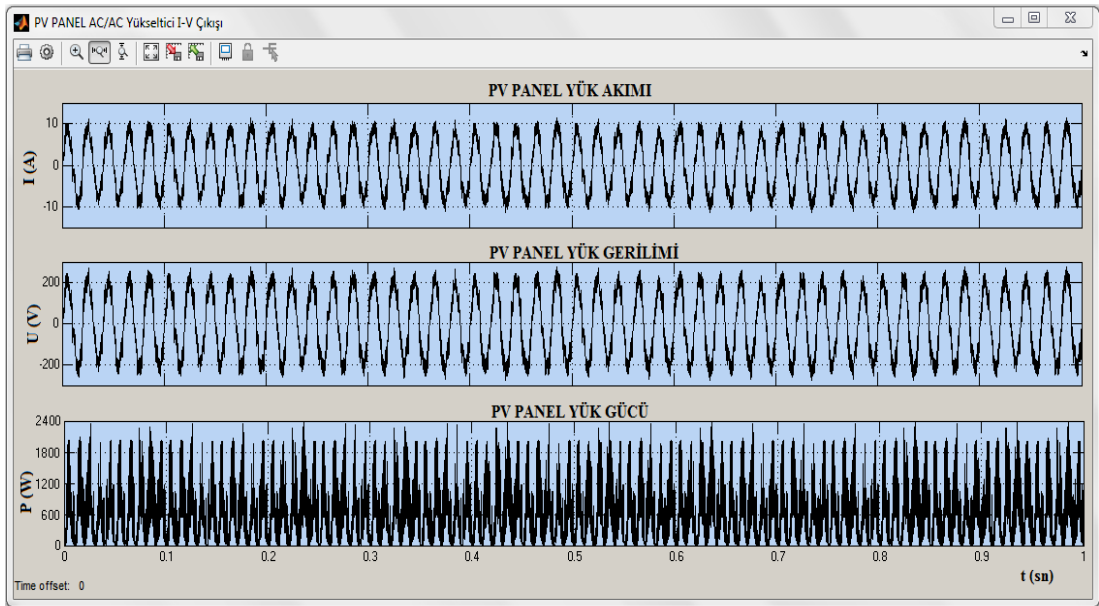 PV PANEL AC/AC Yükseltici I-V Çıkışı
PV PANEL YÜK AKIMI
I (A)
10
0
-10
PV PANEL YÜK GERİLİMİ
U (V)
200
0
-200
PV PANEL YÜK GÜCÜ
P (W)
2400
1800
1200
600
0
0 0.1 0.2 0.3 0.4 0.5 0.6 0.7 0.8 0.9 1
t (sn)
Time offset: 0